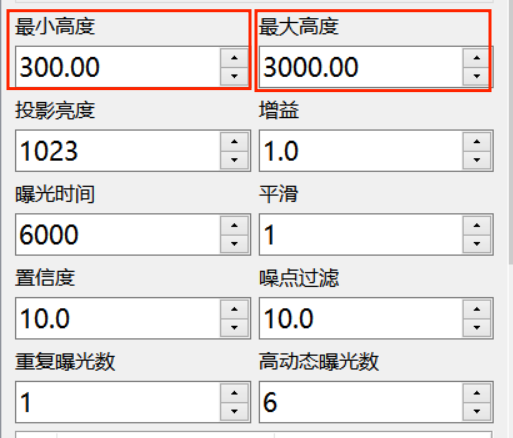 最小高度 最大高度
300.00 3000.00
投影亮度 增益
1023 1.0
曝光时间 平滑
6000 1
置信度 噪点过滤
10.0 10.0
重复曝光数 高动态曝光数
1 6